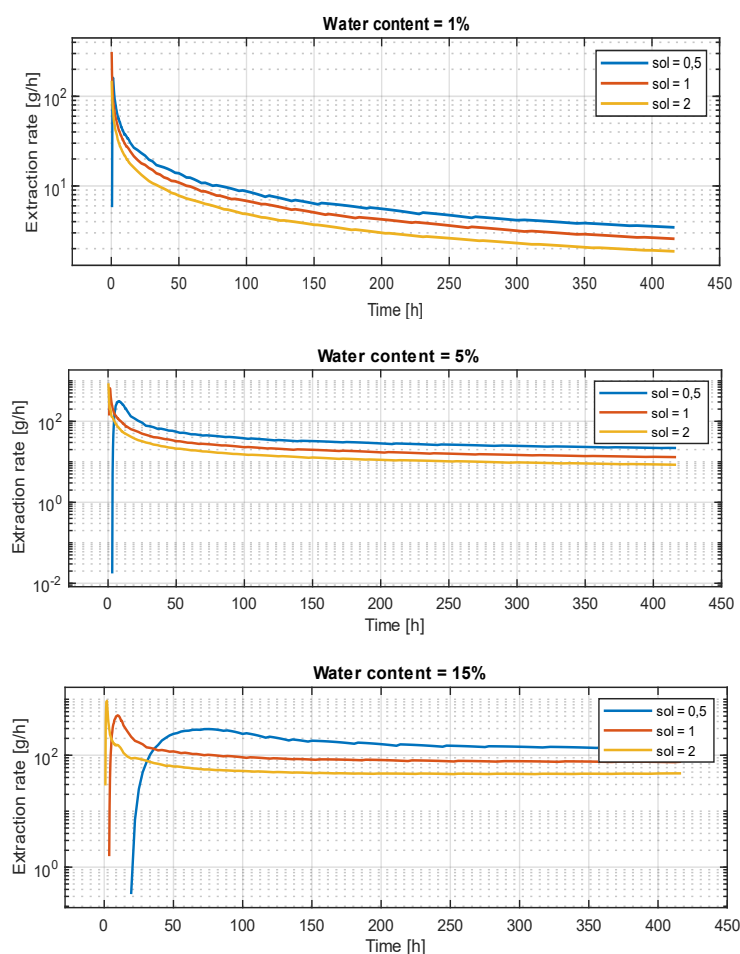 Water content = 1%
Extraction rate [g/h]
10^2
10^1
sol = 0,5
sol = 1
sol = 2
0 50 100 150 200 250 300 350 400 450
Time [h]
Water content = 5%
Extraction rate [g/h]
10^2
10^0
10^-2
sol = 0,5
sol = 1
sol = 2
0 50 100 150 200 250 300 350 400 450
Time [h]
Water content = 15%
Extraction rate [g/h]
10^2
10^0
sol = 0,5
sol = 1
sol = 2
0 50 100 150 200 250 300 350 400 450
Time [h]